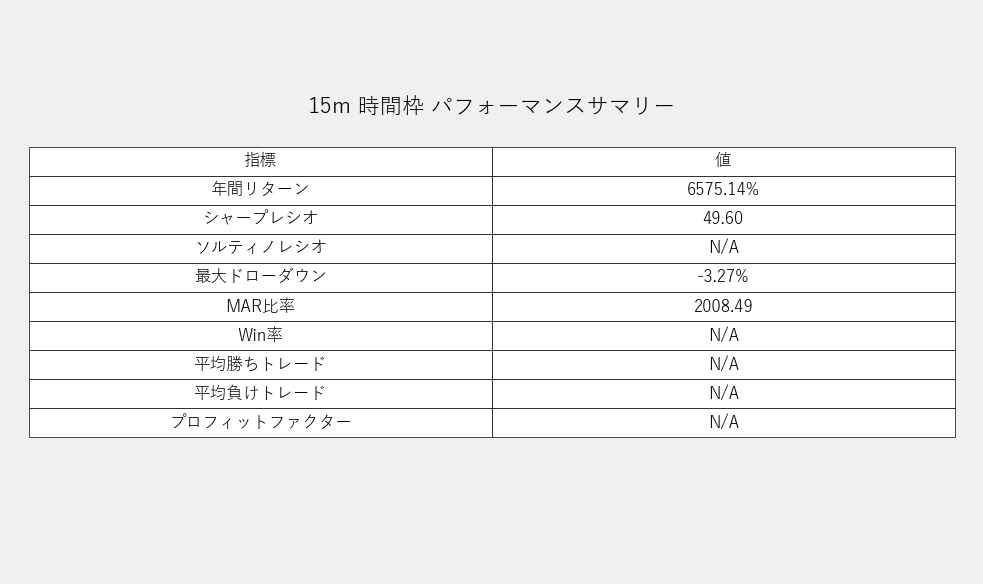 15m 時間枠 パフォーマンスサマリー
指標 値
年間リターン 6575.14%
シャープレシオ 49.60
ソルティノレシオ N/A
最大ドローダウン -3.27%
MAR比率 2008.49
Win率 N/A
平均勝ちトレード N/A
平均負けトレード N/A
プロフィットファクター N/A